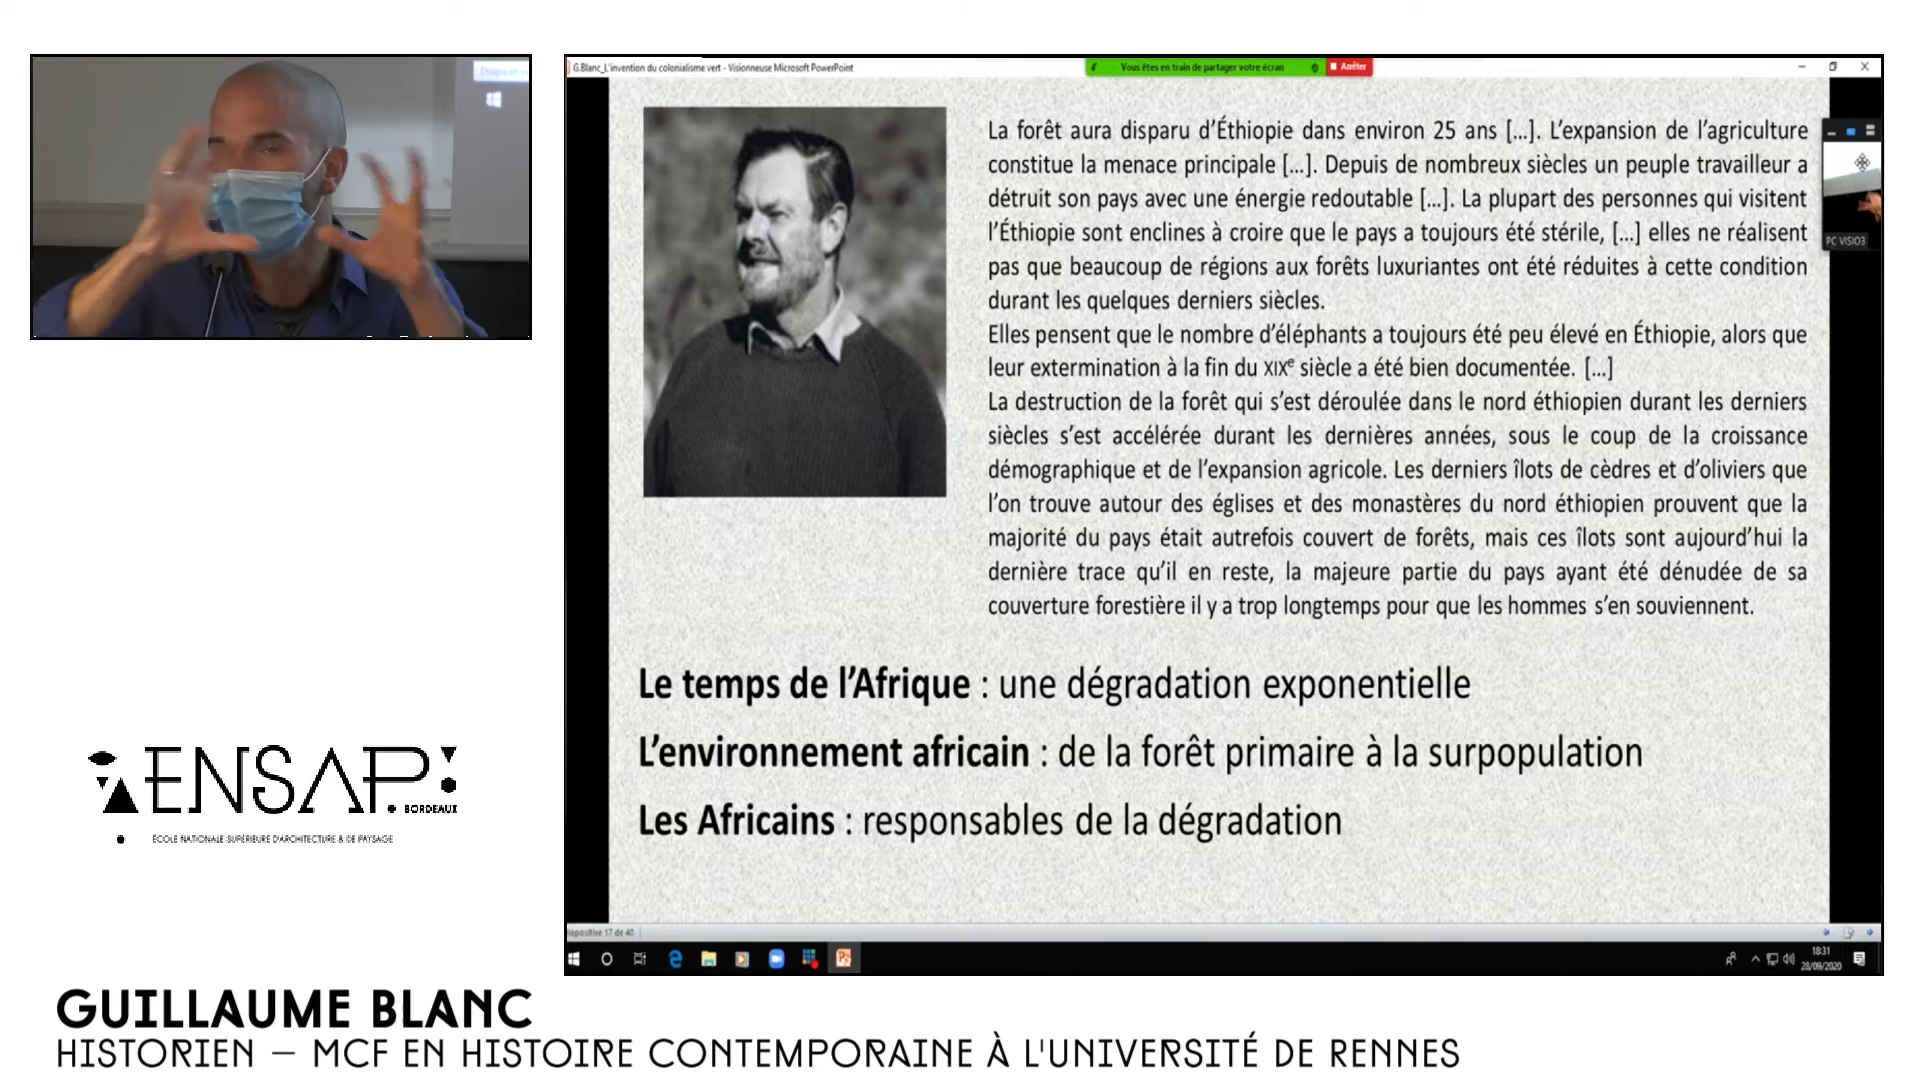 G.Blanc_L'invention du colonialisme vert - Visionneuse Microsoft PowerPoint
Vous êtes en train de partager votre écran
Arrêter
La forêt aura disparu d’Éthiopie dans environ 25 ans […]. L’expansion de l’agriculture
constitue la menace principale […]. Depuis de nombreux siècles un peuple travailleur a
détruit son pays avec une énergie redoutable […]. La plupart des personnes qui visitent
l’Éthiopie sont enclines à croire que le pays a toujours été stérile, […] elles ne réalisent
pas que beaucoup de régions aux forêts luxuriantes ont été réduites à cette condition
durant les quelques derniers siècles.
Elles pensent que le nombre d’éléphants a toujours été peu élevé en Éthiopie, alors que
leur extermination à la fin du XIXe siècle a été bien documentée. […]
La destruction de la forêt qui s’est déroulée dans le nord éthiopien durant les derniers
siècles s’est accélérée durant les dernières années, sous le coup de la croissance
démographique et de l’expansion agricole. Les derniers îlots de cèdres et d’oliviers que
l’on trouve autour des églises et des monastères du nord éthiopien prouvent que la
majorité du pays était autrefois couvert de forêts, mais ces îlots sont aujourd’hui la
dernière trace qu’il en reste, la majeure partie du pays ayant été dénudée de sa
couverture forestière il y a trop longtemps pour que les hommes s’en souviennent.
PC VISIO3
Le temps de l’Afrique : une dégradation exponentielle
L’environnement africain : de la forêt primaire à la surpopulation
Les Africains : responsables de la dégradation
iapositive 17 de 40
18:31
28/09/2020
ENSAP
BORDEAUX
ÉCOLE NATIONALE SUPÉRIEURE D'ARCHITECTURE & DE PAYSAGE
GUILLAUME BLANC
HISTORIEN – MCF EN HISTOIRE CONTEMPORAINE À L'UNIVERSITÉ DE RENNES